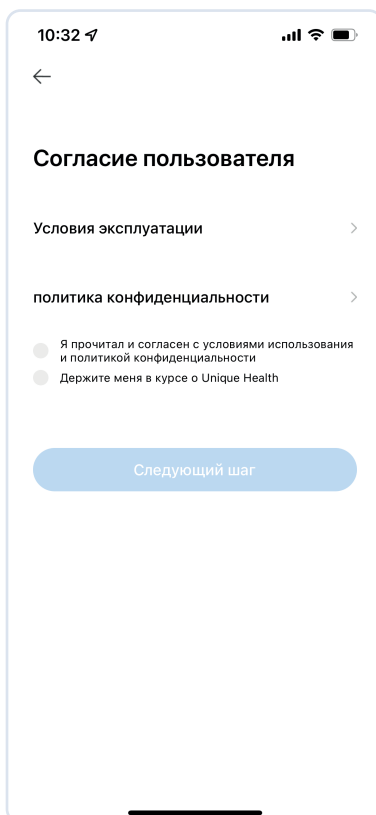 10:32
Согласие пользователя
Условия эксплуатации
политика конфиденциальности
Я прочитал и согласен с условиями использования
и политикой конфиденциальности
Держите меня в курсе о Unique Health
Следующий шаг